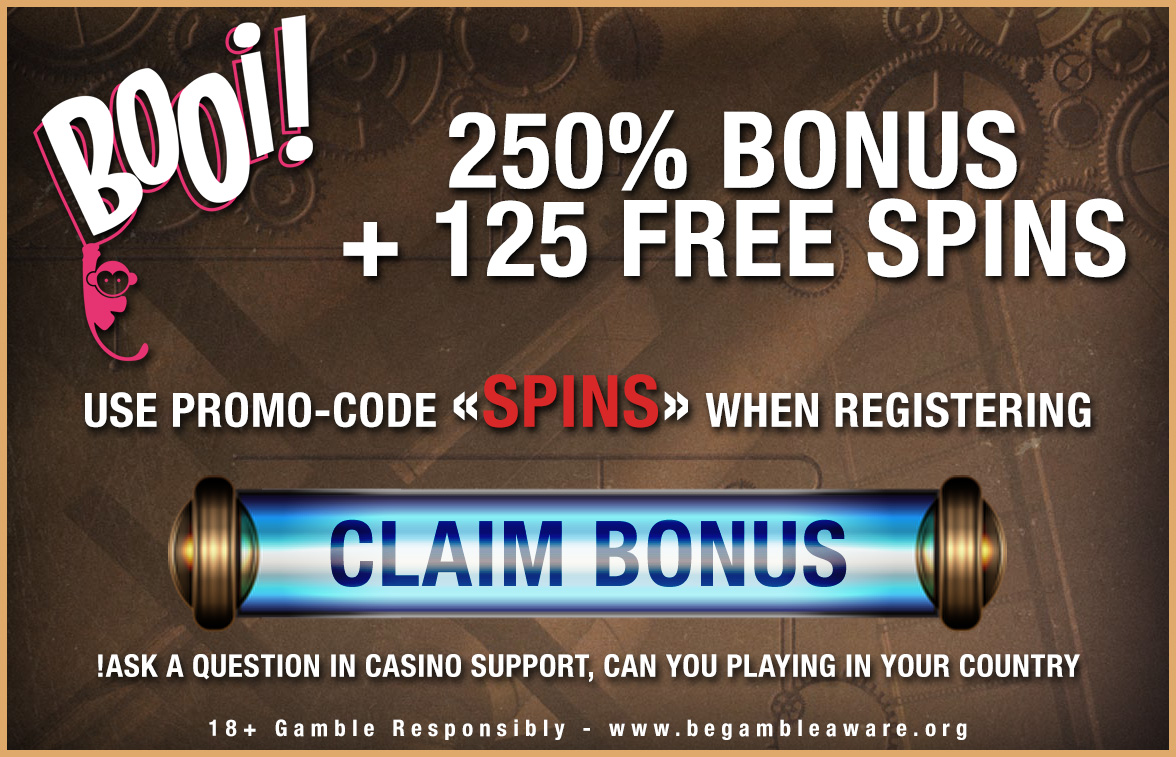 BOOi!
250% BONUS
+ 125 FREE SPINS
USE PROMO-CODE «SPINS» WHEN REGISTERING
CLAIM BONUS
!ASK A QUESTION IN CASINO SUPPORT, CAN YOU PLAYING IN YOUR COUNTRY
18+ Gamble Responsibly - www.begambleaware.org